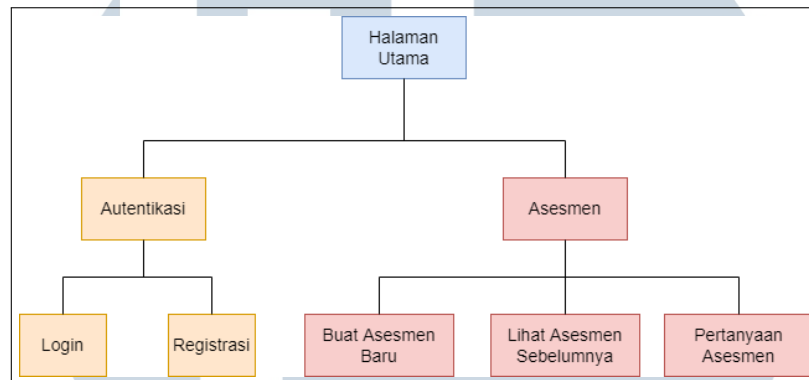 Halaman
Utama
Autentikasi
Asesmen
Login
Registrasi
Buat Asesmen
Baru
Lihat Asesmen
Sebelumnya
Pertanyaan
Asesmen